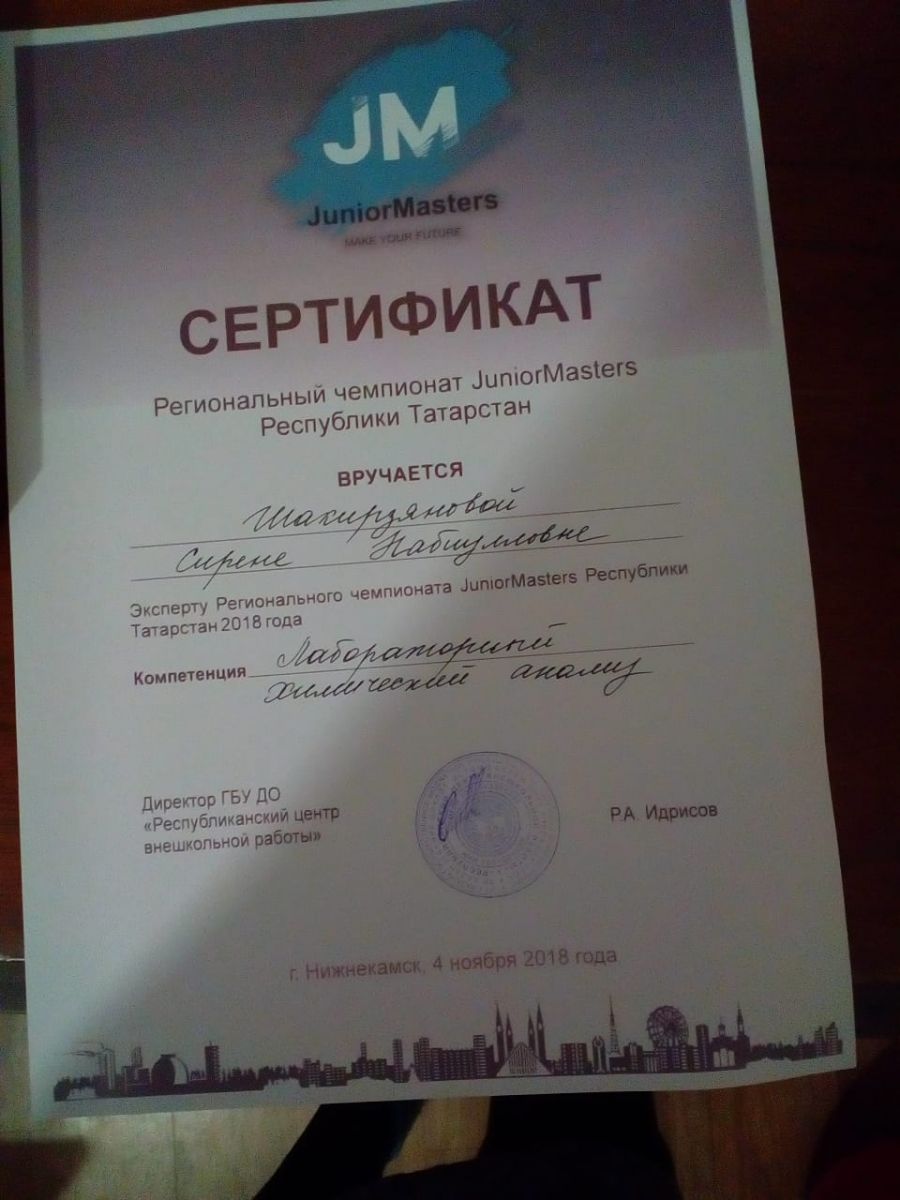 JM
JuniorMasters
MAKE YOUR FUTURE
СЕРТИФИКАТ
Региональный чемпионат JuniorMasters
Республики Татарстан
ВРУЧАЕТСЯ
Шакирзяновой
Сирене Набиулловне
Эксперту Регионального чемпионата JuniorMasters Республики
Татарстан 2018 года
Компетенция Лабораторный
химический анализ
Директор ГБУ ДО
«Республиканский центр
внешкольной работы»
Р.А. Идрисов
г. Нижнекамск, 4 ноября 2018 года